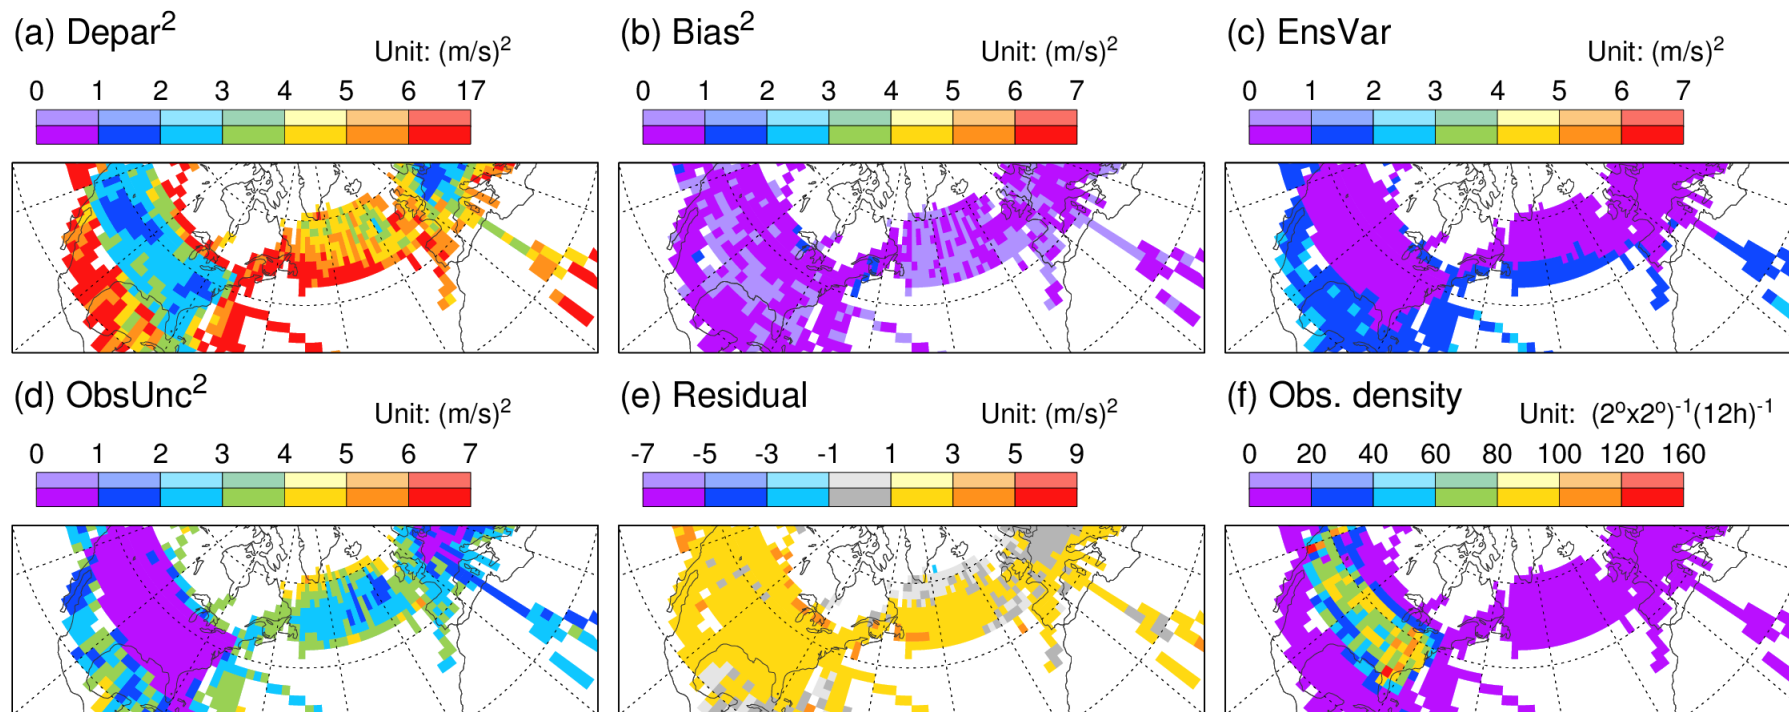 (a) Depar²
Unit: (m/s)²
0 1 2 3 4 5 6 17
(b) Bias²
Unit: (m/s)²
0 1 2 3 4 5 6 7
(c) EnsVar
Unit: (m/s)²
0 1 2 3 4 5 6 7
(d) ObsUnc²
Unit: (m/s)²
0 1 2 3 4 5 6 7
(e) Residual
Unit: (m/s)²
-7 -5 -3 -1 1 3 5 9
(f) Obs. density
Unit: (2ºx2º)⁻¹(12h)⁻¹
0 20 40 60 80 100 120 160